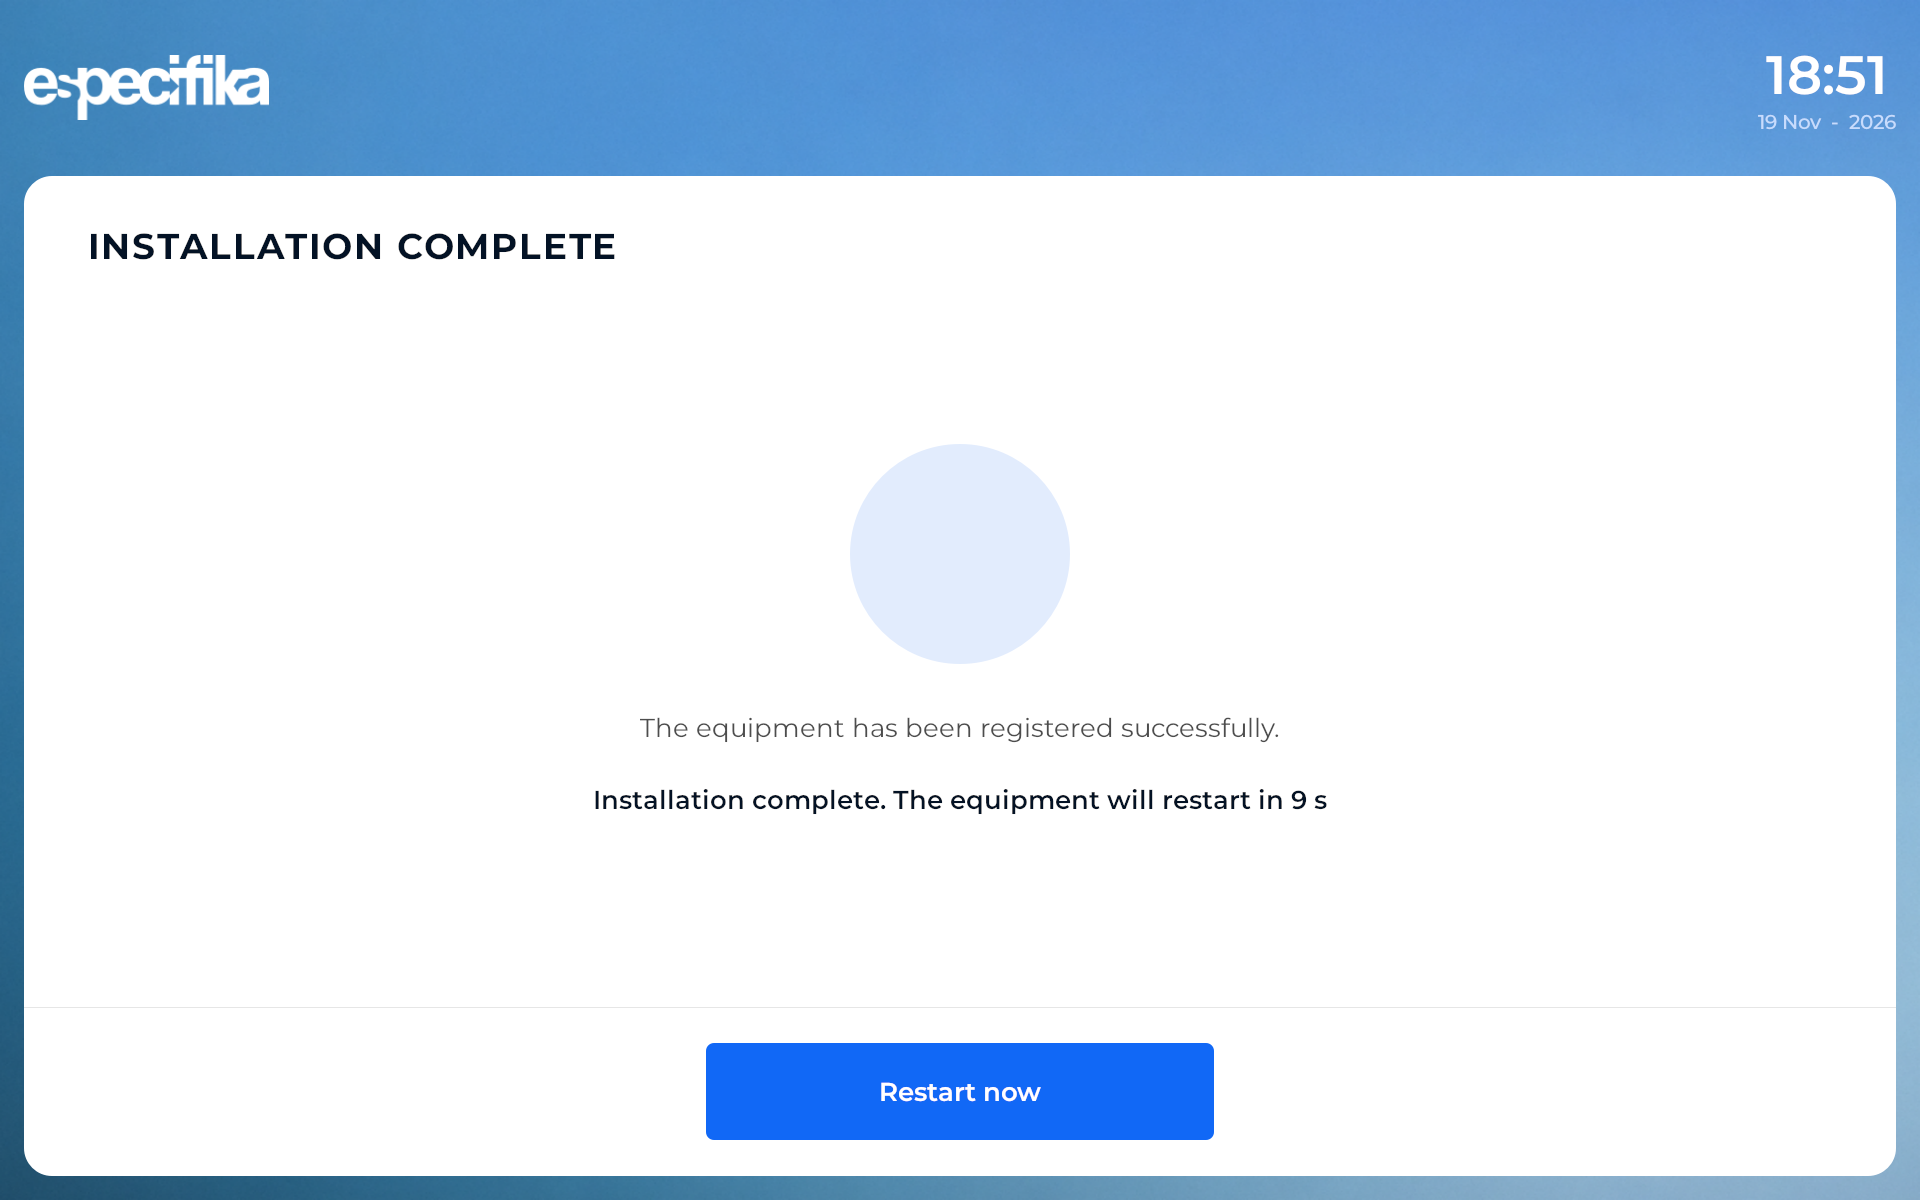 especifika
18:51
19 Nov - 2026
INSTALLATION COMPLETE
The equipment has been registered successfully.
Installation complete. The equipment will restart in 9 s
Restart now